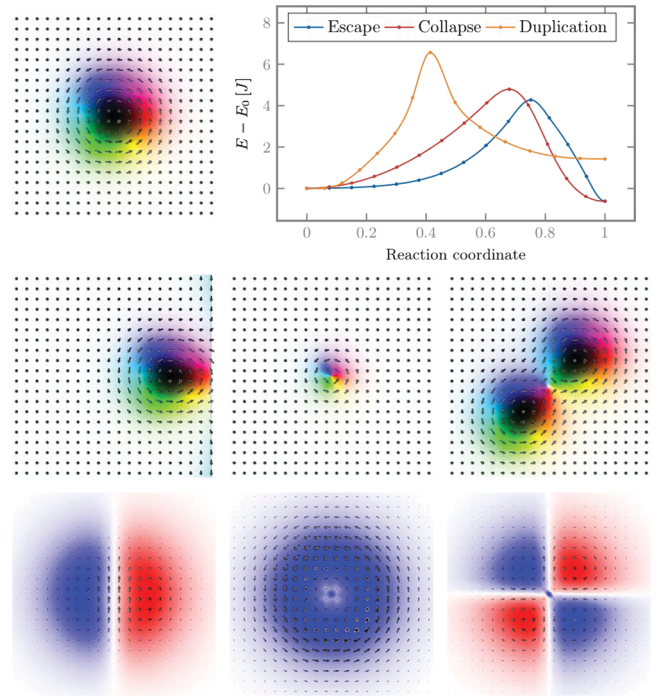 Escape Collapse Duplication
8
6
4
2
0
E − E₀ [J]
0 0.2 0.4 0.6 0.8 1
Reaction coordinate